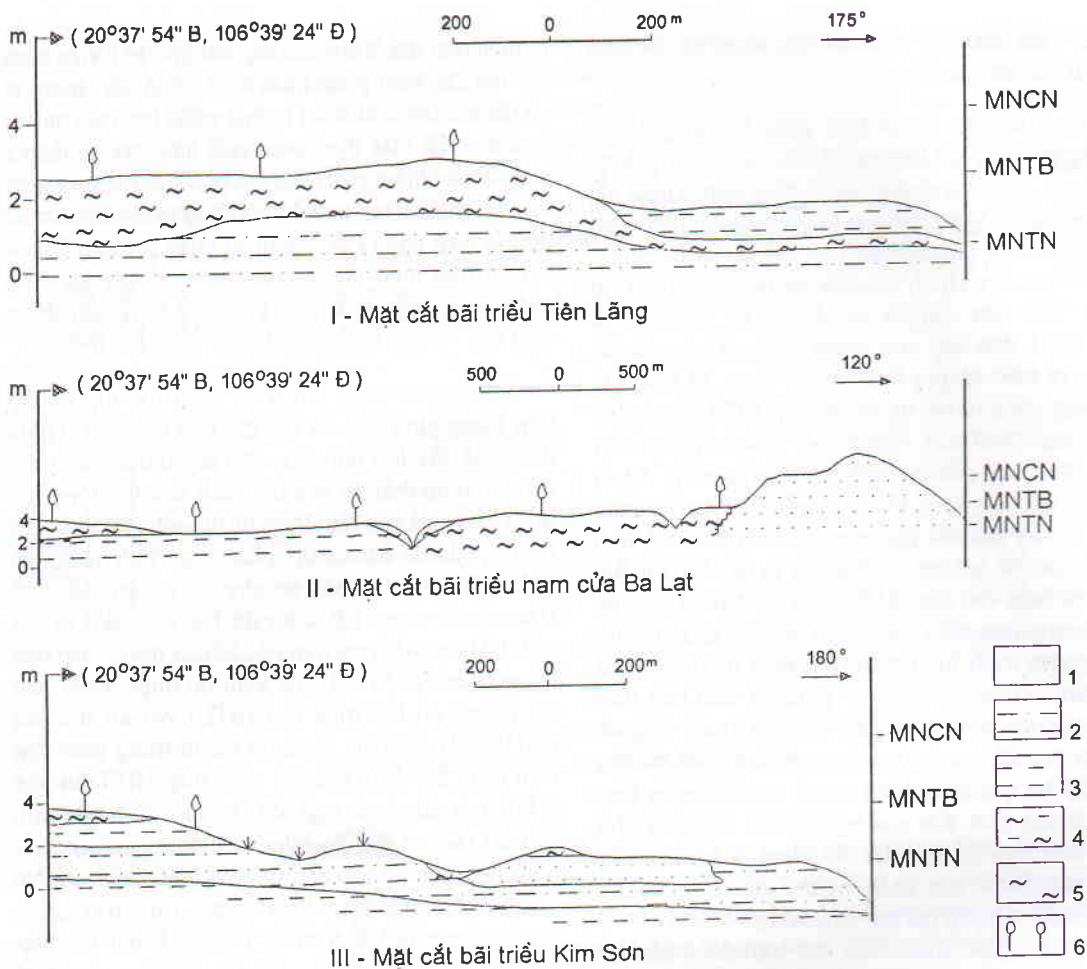 m ( 20°37' 54" B, 106°39' 24" Đ) 200 0 200 m 175°
MNCN
4
MNTB
2
MNTN
0
I - Mặt cắt bãi triều Tiên Lãng
m ( 20°37' 54" B, 106°39' 24" Đ) 500 0 500 m 120°
MNCN
MNTB
4
MNTN
2
0
II - Mặt cắt bãi triều nam cửa Ba Lạt
m ( 20°37' 54" B, 106°39' 24" Đ) 200 0 200 m 180°
1
2
MNCN
3
MNTB
4
4
2
MNTN
5
0
6
III - Mặt cắt bãi triều Kim Sơn